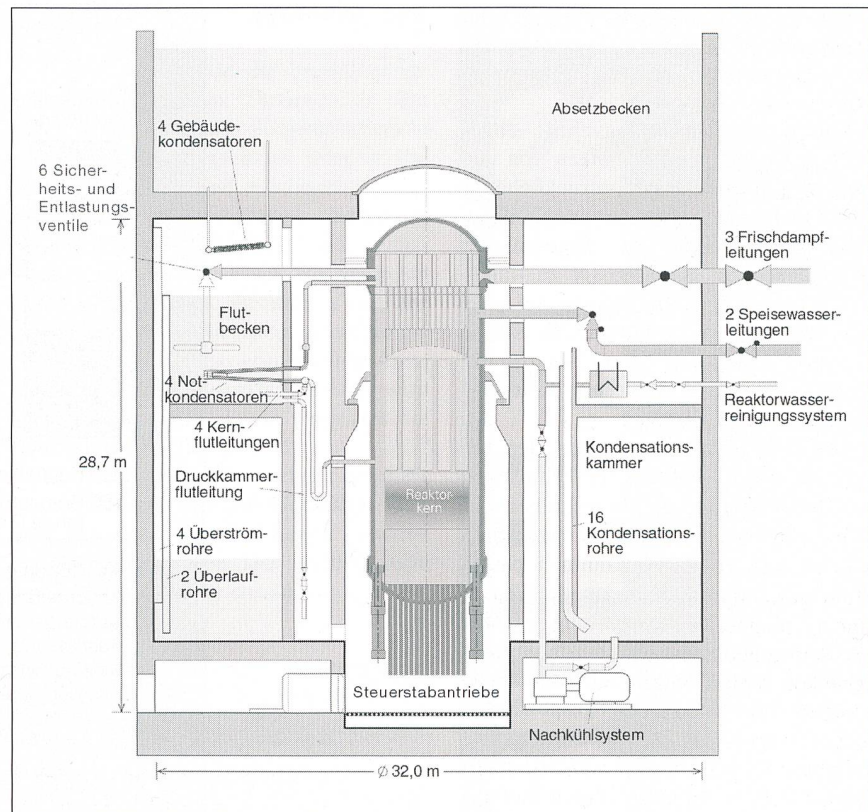 Absetzbecken
4 Gebäude-
kondensatoren
6 Sicher-
heits- und
Entlastungs-
ventile
3 Frischdampf-
leitungen
Flut-
becken
2 Speisewasser-
leitungen
4 Not-
kondensatoren
Reaktorwasser-
reinigungssystem
4 Kern-
flutleitungen
28,7 m
Druckkammer-
flutleitung
Kondensations-
kammer
Reaktor-
kern
16
Kondensations-
rohre
4 Überström-
rohre
2 Überlauf-
rohre
Steuerstabantriebe
Nachkühlsystem
ø 32,0 m